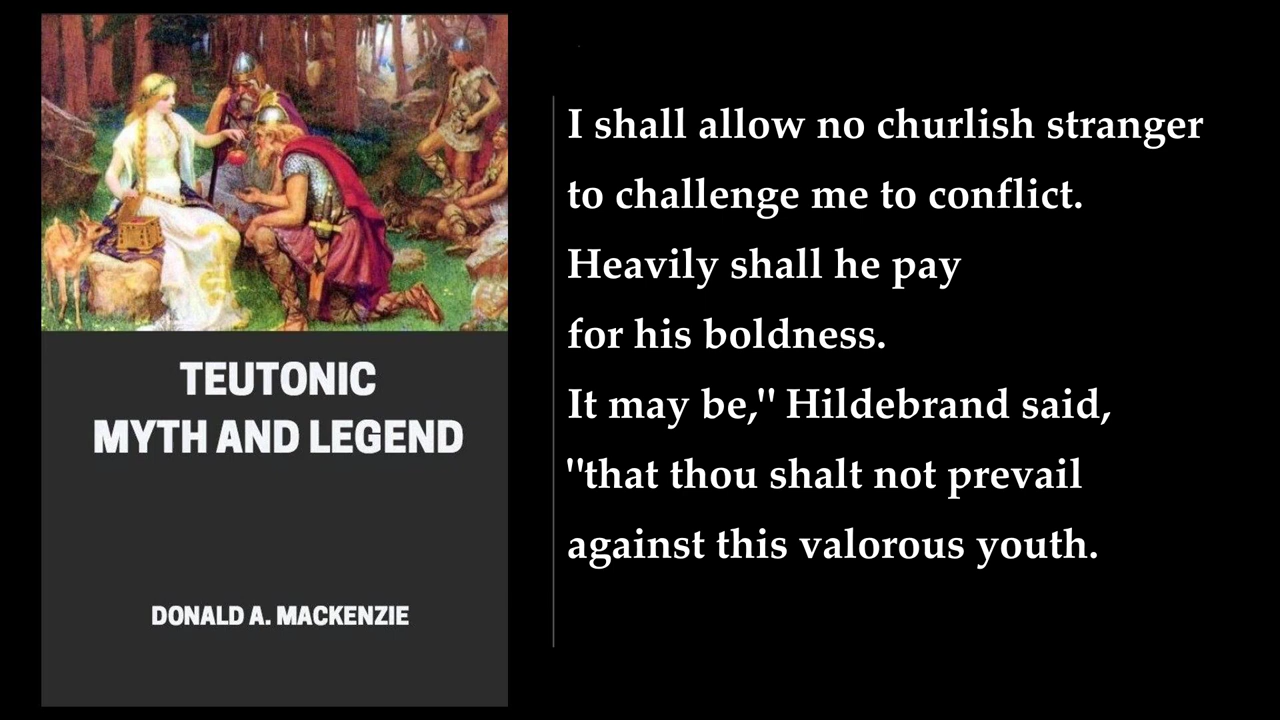 TEUTONIC
MYTH AND LEGEND
DONALD A. MACKENZIE
I shall allow no churlish stranger
to challenge me to conflict.
Heavily shall he pay
for his boldness.
It may be," Hildebrand said,
"that thou shalt not prevail
against this valorous youth.